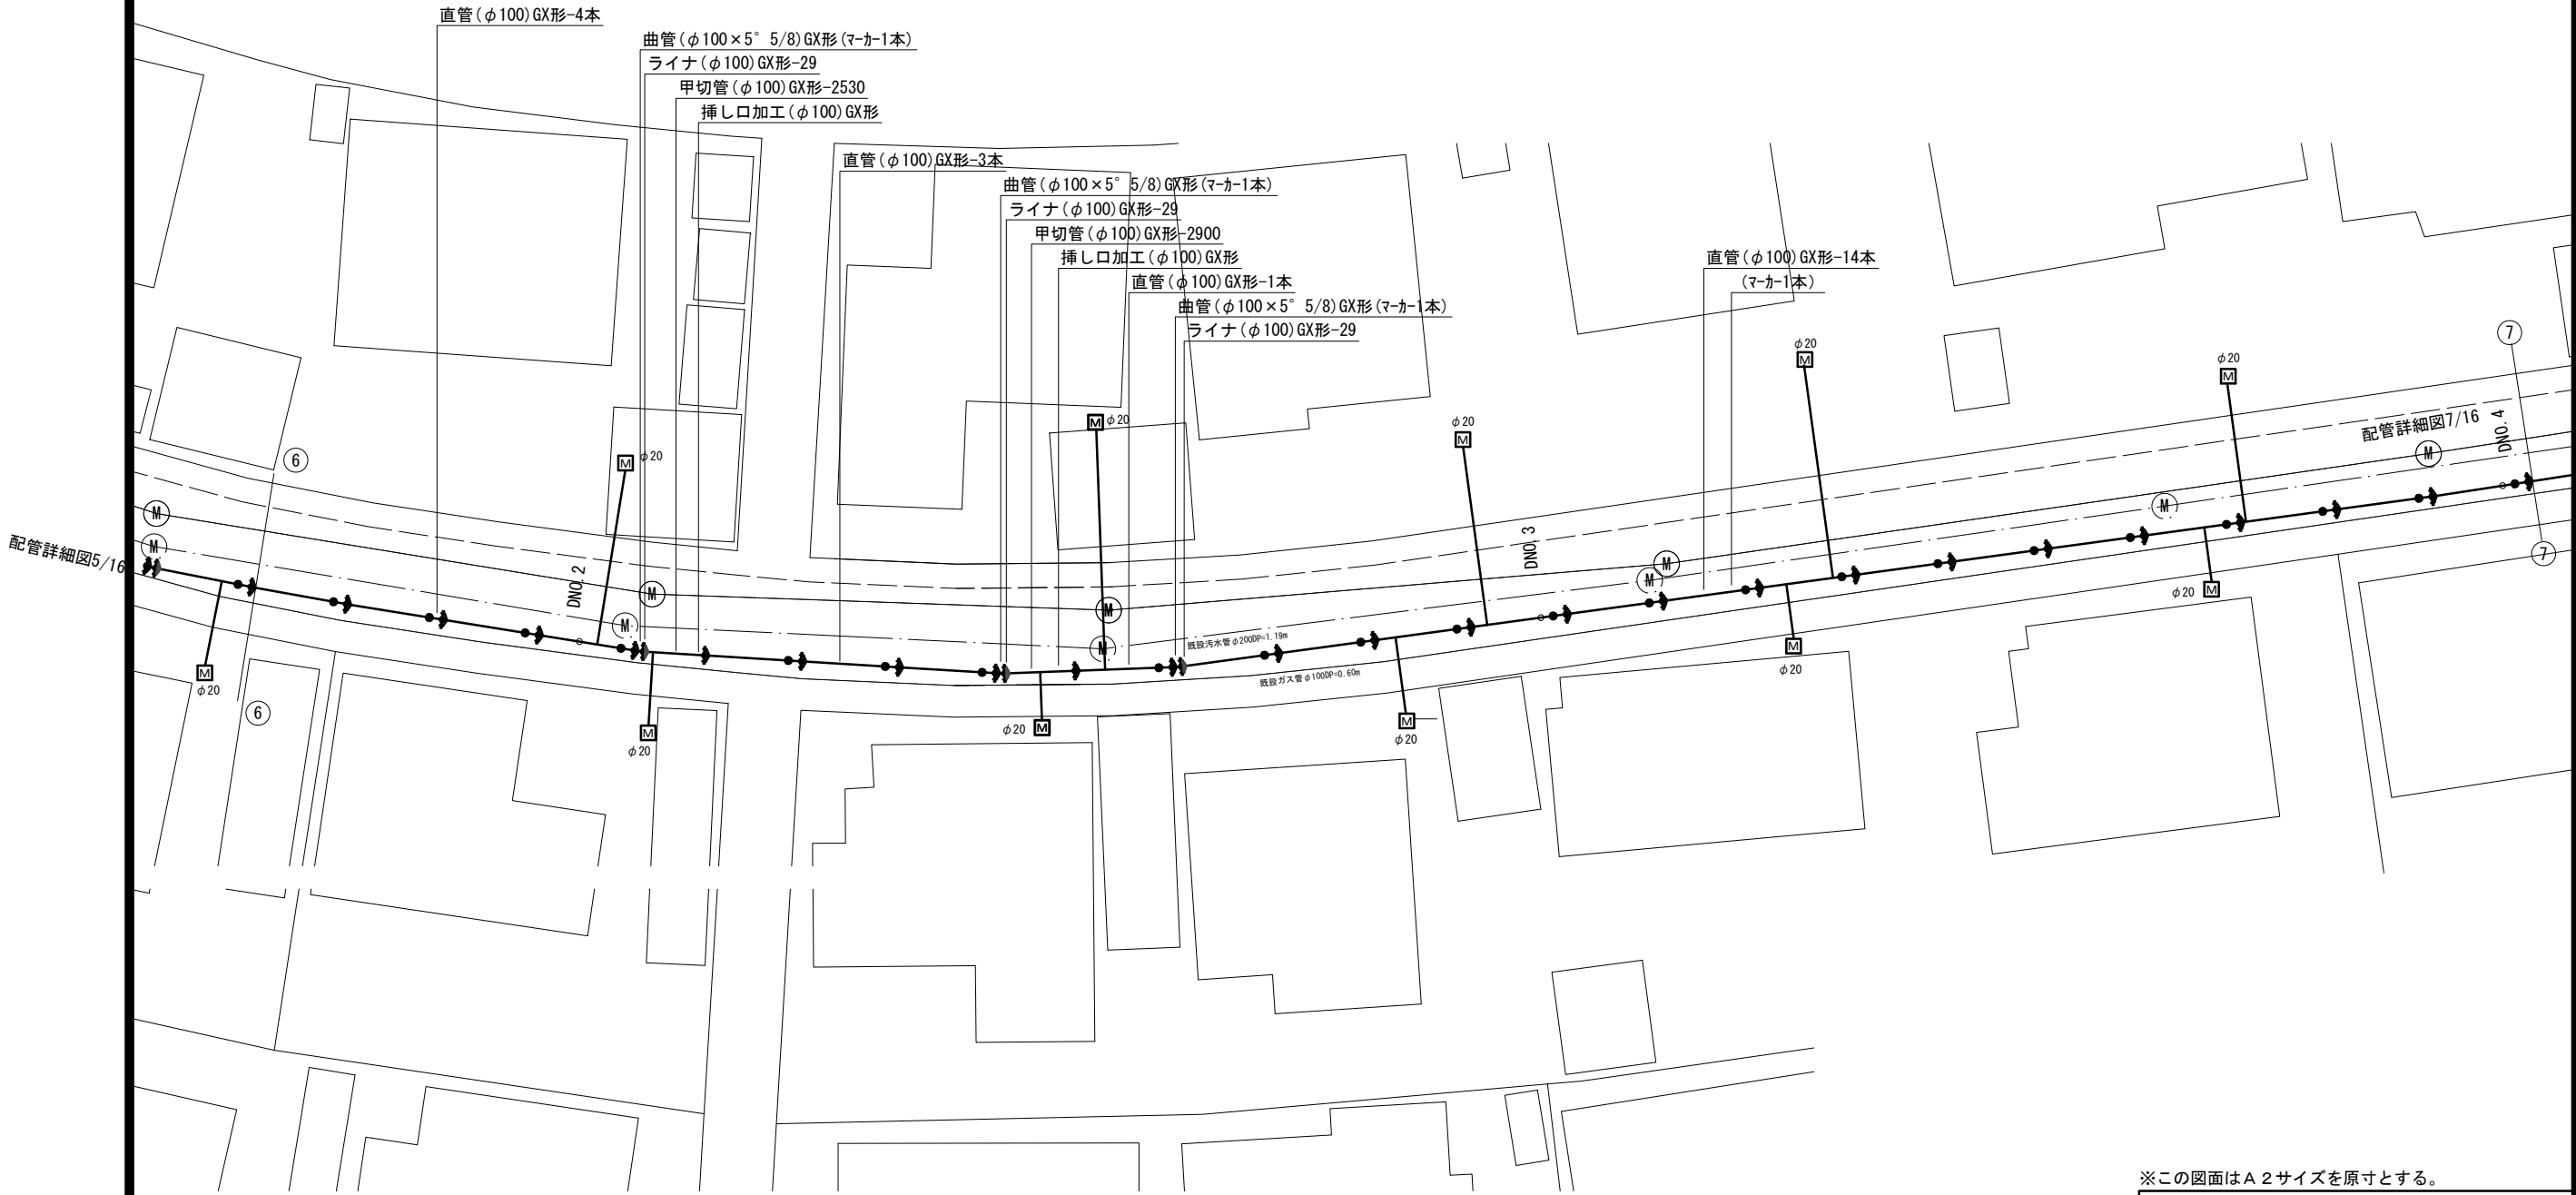 直管(φ100)GX形-4本
曲管(φ100×5°5/8)GX形(マーカー1本)
ライナ(φ100)GX形-29
甲切管(φ100)GX形-2530
挿し口加工(φ100)GX形
直管(φ100)GX形-3本
曲管(φ100×5°5/8)GX形(マーカー1本)
ライナ(φ100)GX形-29
甲切管(φ100)GX形-2900
挿し口加工(φ100)GX形
直管(φ100)GX形-1本
曲管(φ100×5°5/8)GX形(マーカー1本)
ライナ(φ100)GX形-29
直管(φ100)GX形-14本
(マーカー1本)
7
φ20
M
φ20
M
M
φ20
φ20
M
配管詳細図7/16
DNO.4
M
6
M
φ20
M
M
DNO.3
7
配管詳細図5/16
M
M
M
M
DNO.2
M
M
M
M
φ20
M
φ20
既設汚水管φ200DP=1.19m
既設ガス管φ100DP=0.60m
M
φ20
M
φ20
6
M
φ20
φ20
M
M
φ20
※この図面はA2サイズを原寸とする。